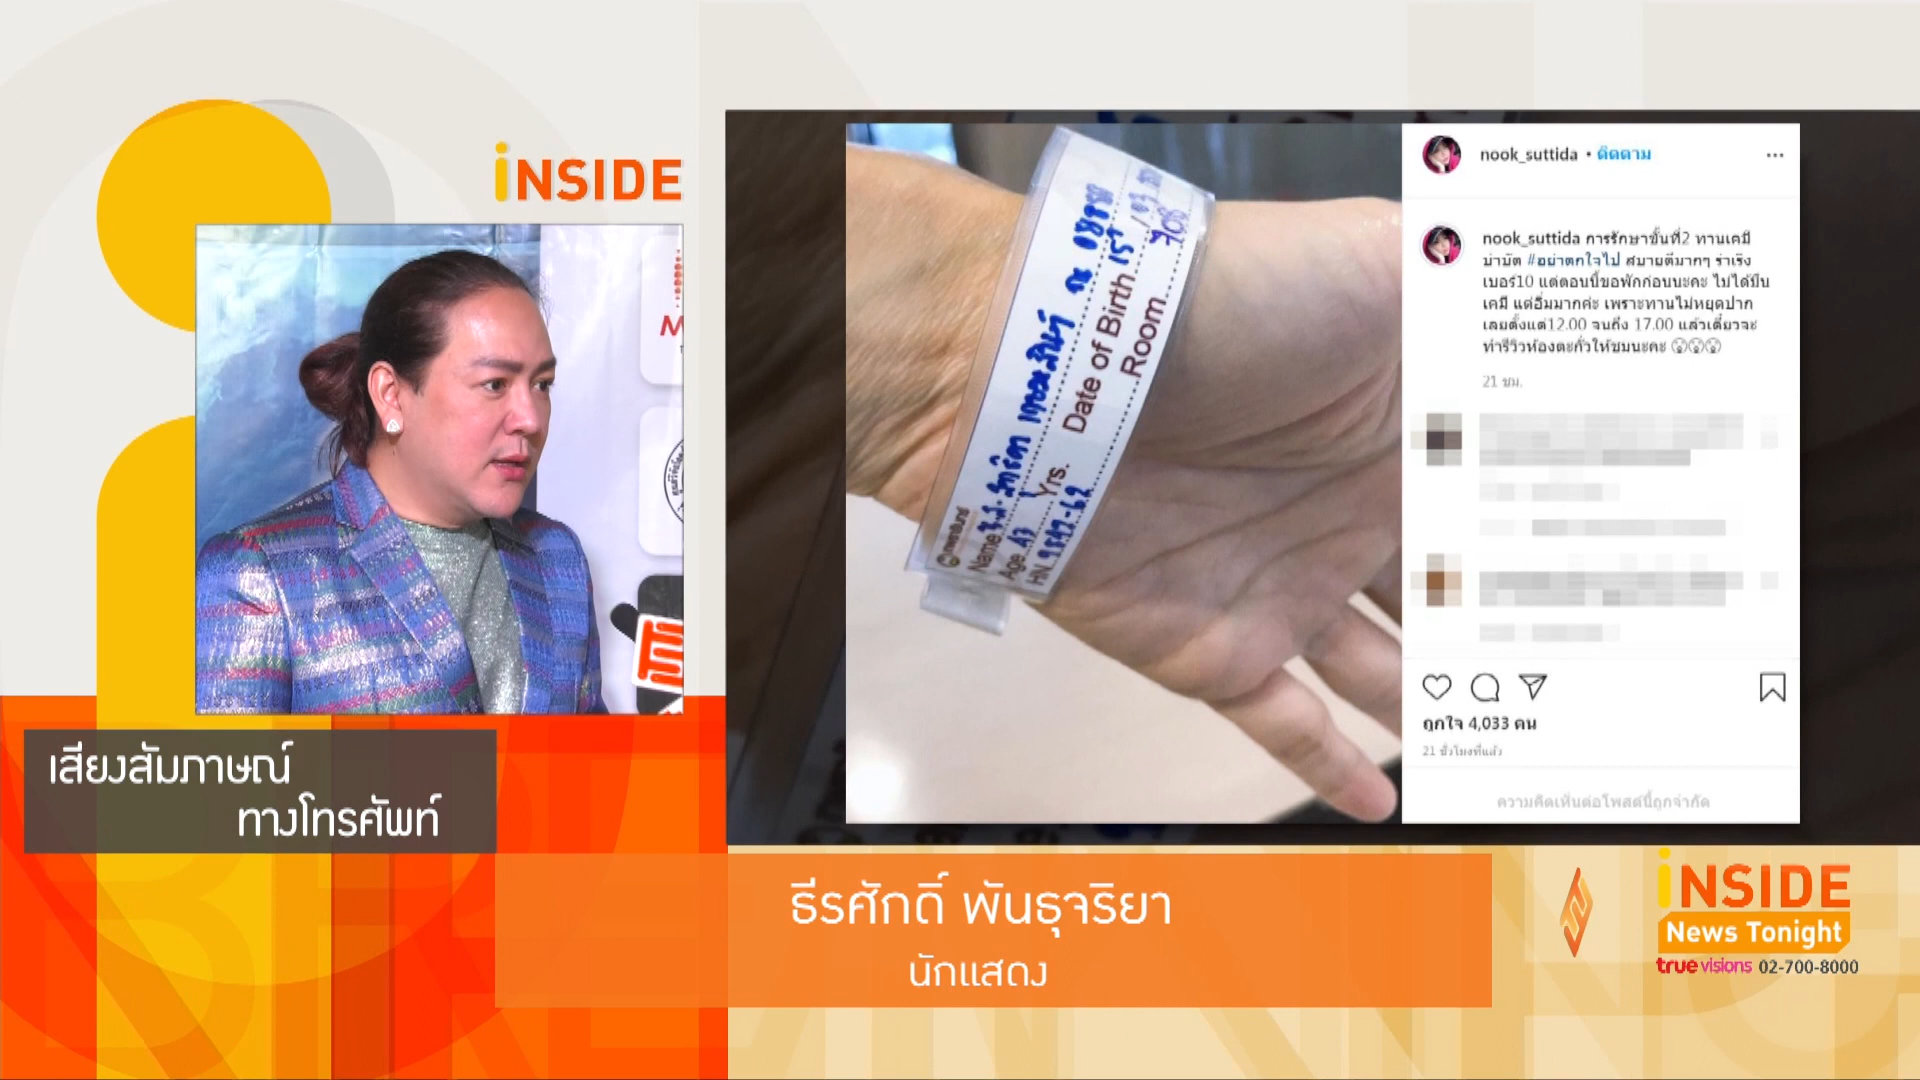 iNSIDE
เสียงสัมภาษณ์
ทางโทรศัพท์
Name
Age 43 Yrs.
Date of Birth
HN
Room
nook_suttida • ติดตาม
nook_suttida การรักษาขั้นที่2 ทานเคมี
บำบัด #อย่าตกใจไป สบายดีมากๆ ร่าเริง
เบอร์10 แต่ตอนนี้ขอพักก่อนนะคะ ไม่ได้มึน
เคมี แต่อิ่มมากค่ะ เพราะทานไม่หยุดปาก
เลยตั้งแต่12.00 จนถึง 17.00 แล้วเดี๋ยวจะ
ทำรีวิวห้องตะกั่วให้ชมนะคะ
21 ชม.
ถูกใจ 4,033 คน
21 ชั่วโมงที่แล้ว
ความคิดเห็นต่อโพสต์นี้ถูกจำกัด
ธีรศักดิ์ พันธุจริยา
นักแสดง
iNSIDE
News Tonight
truevisions 02-700-8000